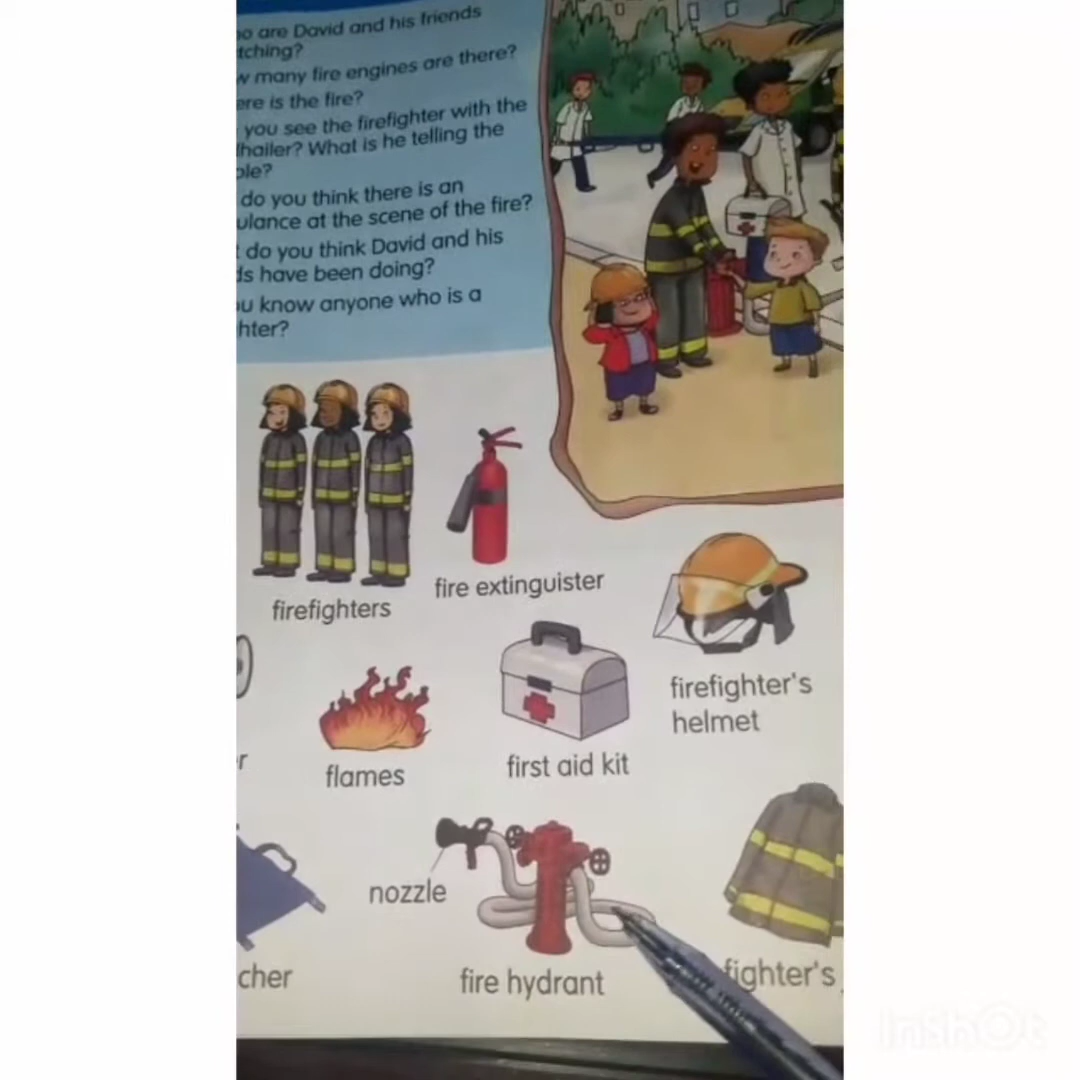 are David and his friends
tching?
many fire engines are there?
ere is the fire?
you see the firefighter with the
hailer? What is he telling the
ple?
do you think there is an
ulance at the scene of the fire?
do you think David and his
ds have been doing?
know anyone who is a
hter?
firefighters
fire extinguister
firefighter's
helmet
flames
first aid kit
nozzle
cher
fire hydrant
fighter's
InShOt